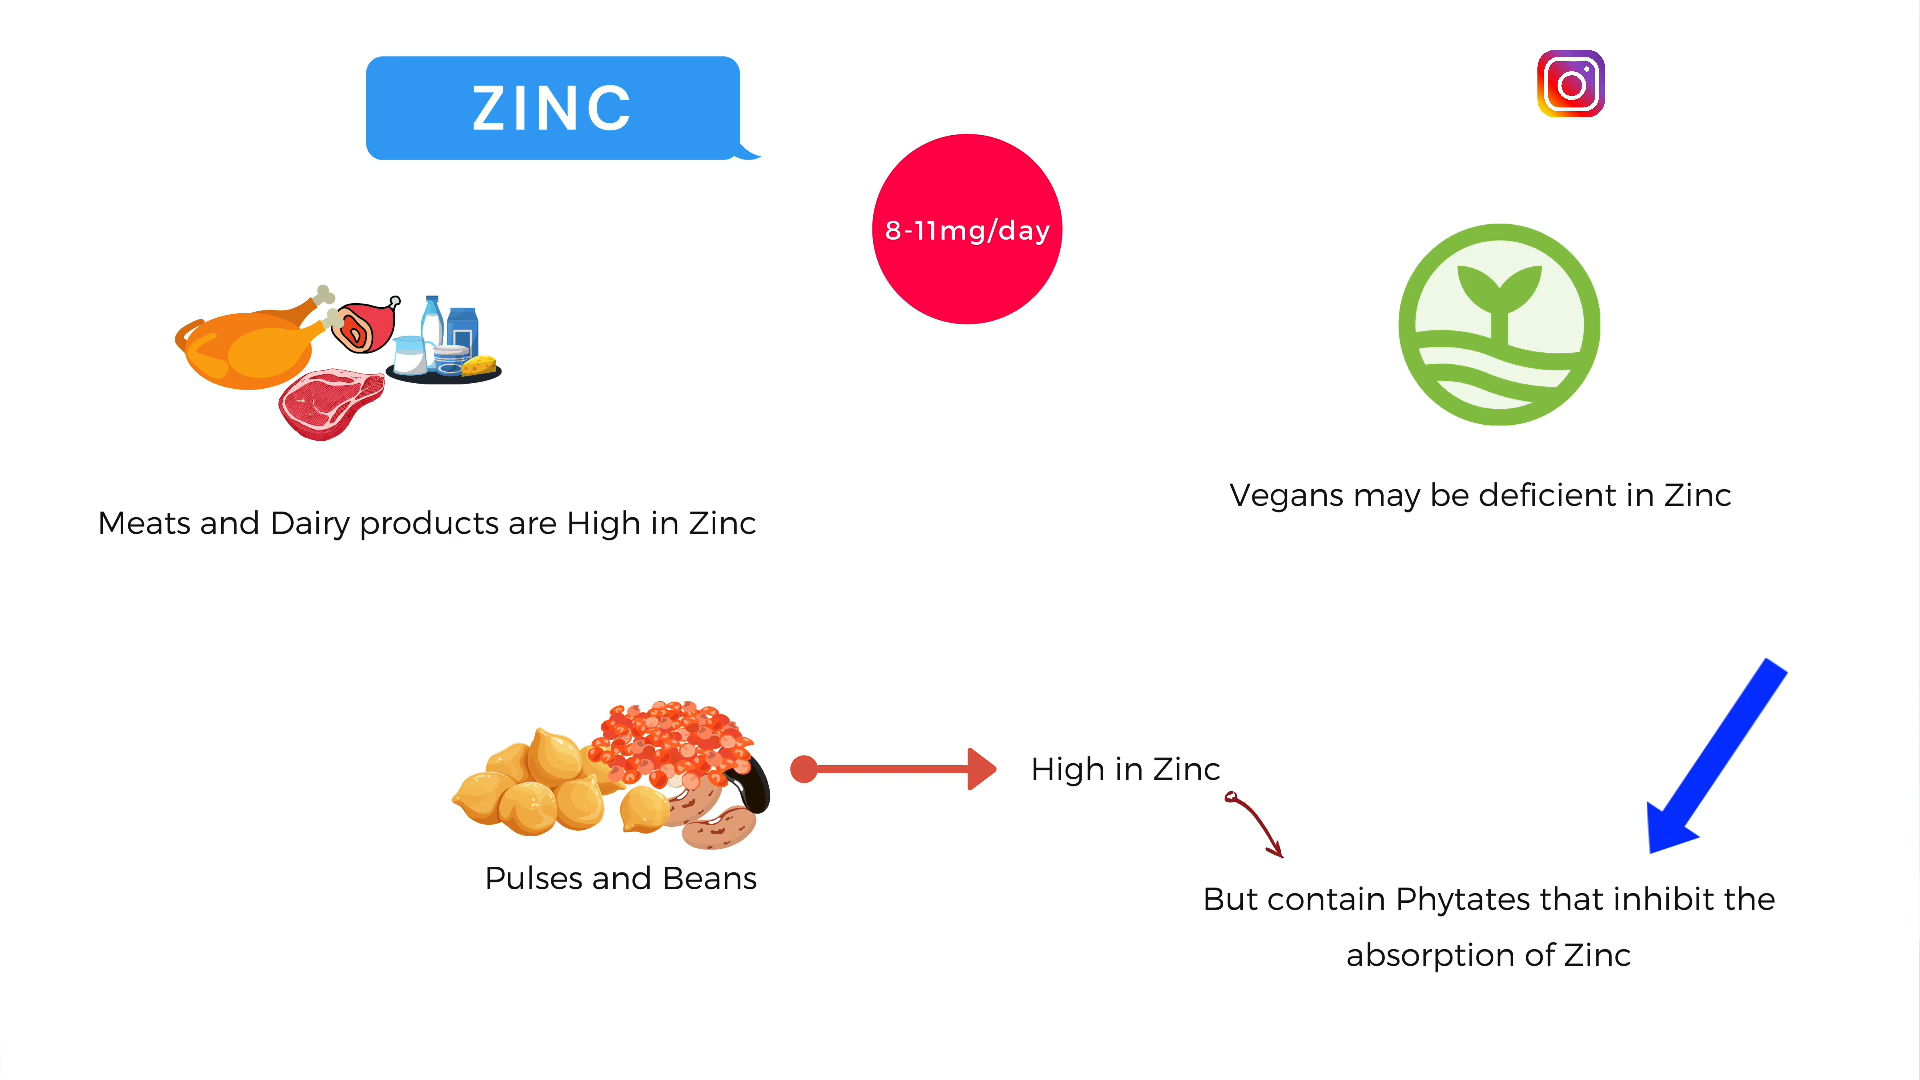 ZINC
8-11mg/day
Meats and Dairy products are High in Zinc
Vegans may be deficient in Zinc
High in Zinc
Pulses and Beans
But contain Phytates that inhibit the
absorption of Zinc